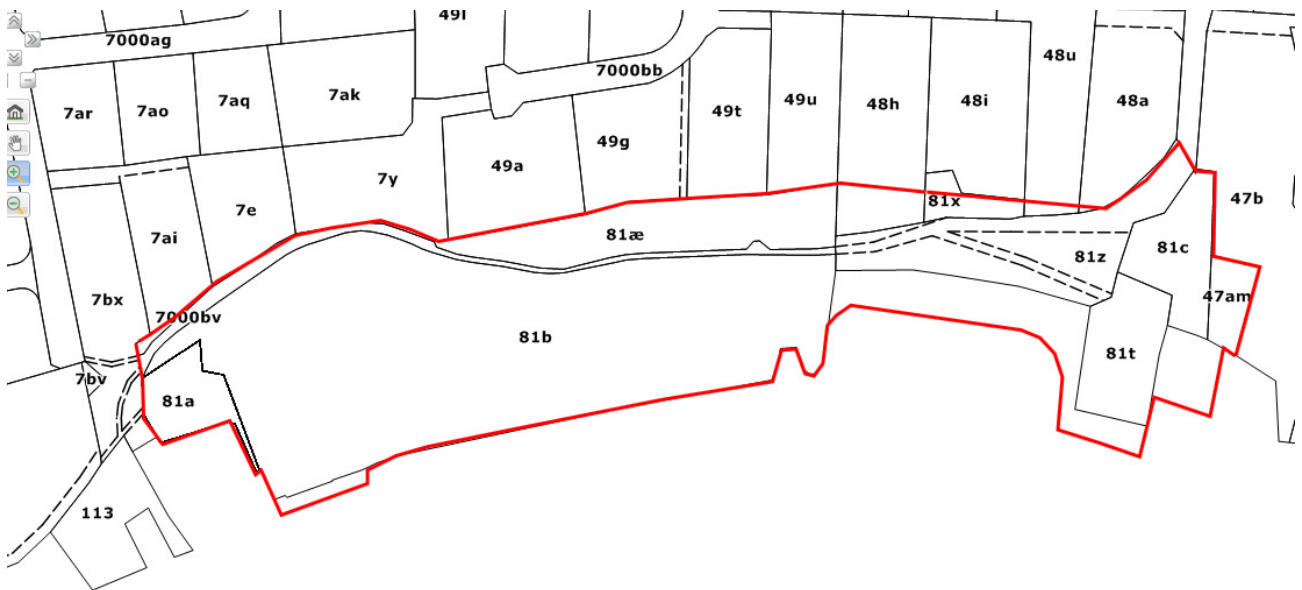 49l
7000ag
48u
7000bb
7ar
7ao
7aq
7ak
49t
49u
48h
48i
48a
49g
49a
7y
47b
7e
81x
7ai
81æ
81z
81c
7bx
47am
7000bv
81b
81t
7bv
81a
113